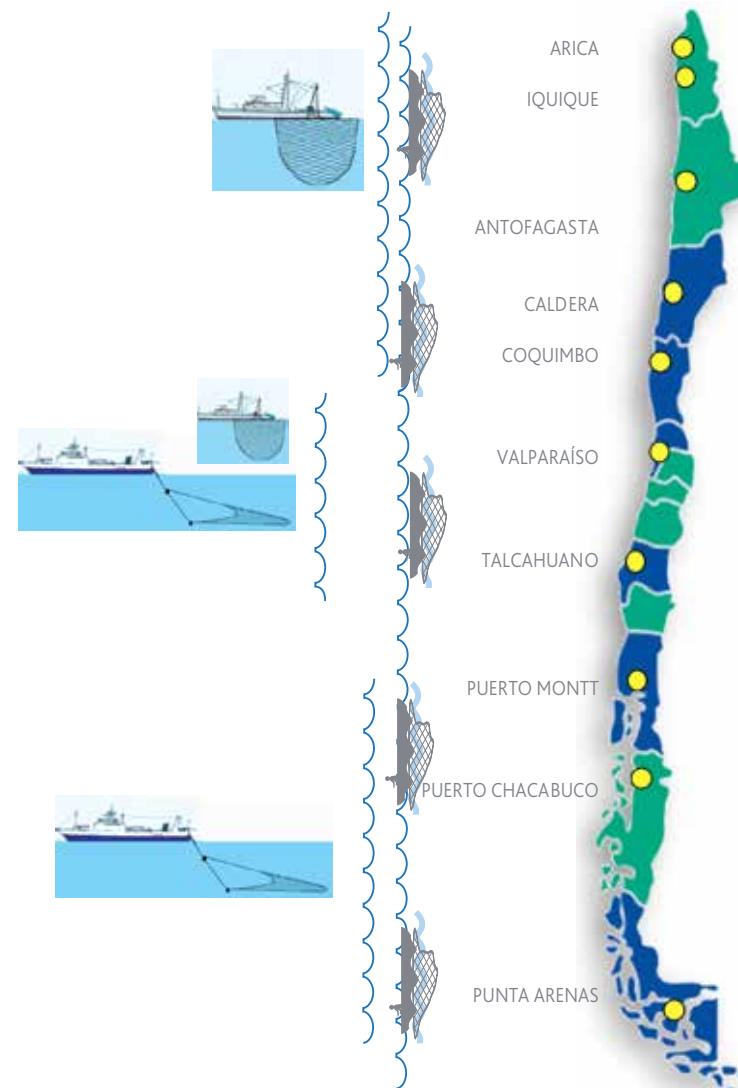 ARICA
IQUIQUE
ANTOFAGASTA
CALDERA
COQUIMBO
VALPARAÍSO
TALCAHUANO
PUERTO MONTT
PUERTO CHACABUCO
PUNTA ARENAS